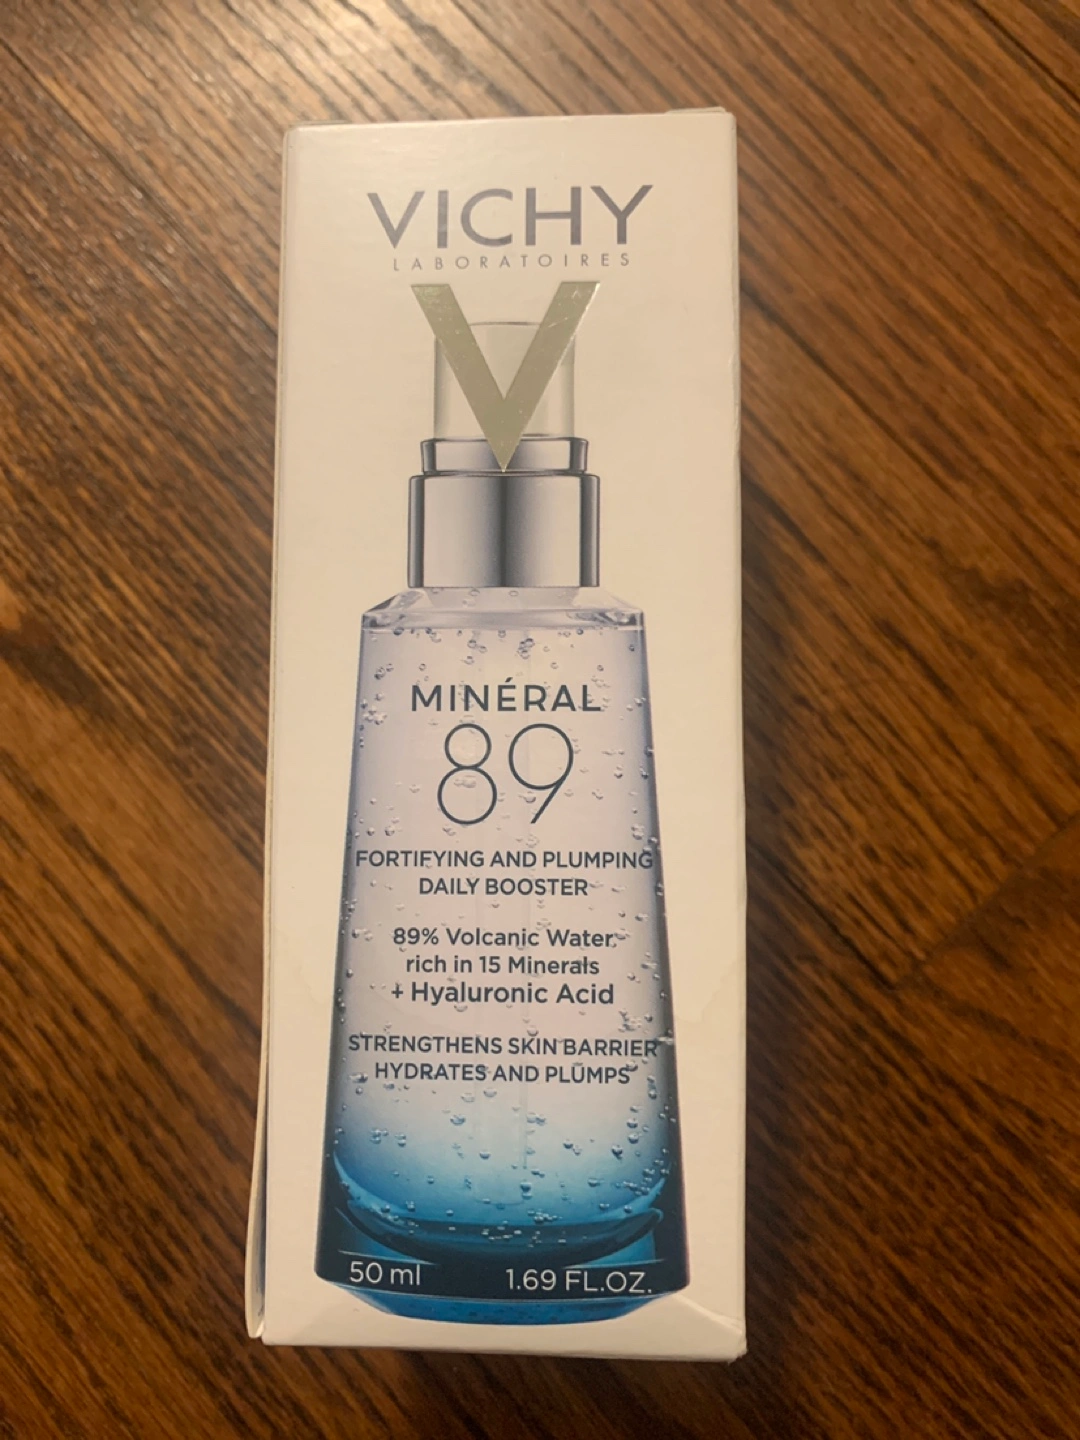 VICHY
LABORATOIRES
V
MINÉRAL
89
FORTIFYING AND PLUMPING
DAILY BOOSTER
89% Volcanic Water
rich in 15 Minerals
+ Hyaluronic Acid
STRENGTHENS SKIN BARRIER
HYDRATES AND PLUMPS
50 ml 1.69 FL.OZ.